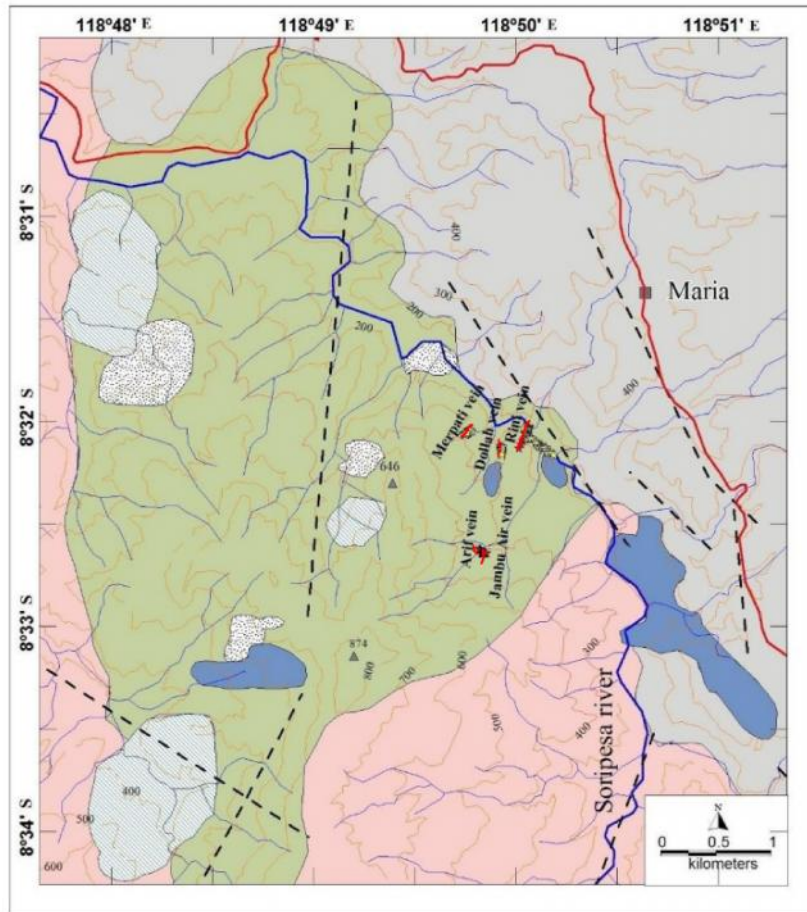 118°48' E
118°49' E
118°50' E
118°51' E
8°31' S
8°32' S
8°33' S
8°34' S
400
300
200
200
Maria
400
Merpati vein
Dollah vein
Rini vein
646
Arif vein
Jambu Air vein
874
800
700
600
500
300
400
Soripesa river
400
500
600
N
0 0.5 1
kilometers